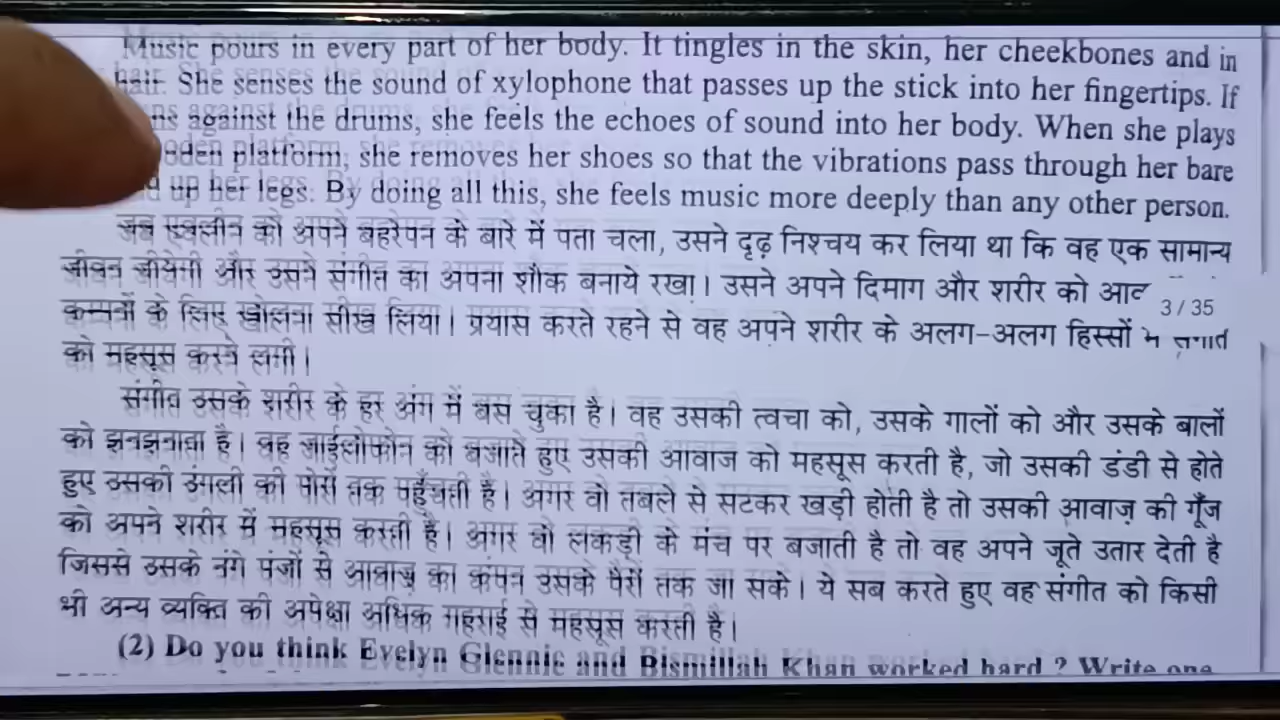 Music pours in every part of her body. It tingles in the skin, her cheekbones and in
hair. She senses the sound of xylophone that passes up the stick into her fingertips. If
against the drums, she feels the echoes of sound into her body. When she plays
platform, she removes her shoes so that the vibrations pass through her bare
up her legs. By doing all this, she feels music more deeply than any other person.
जब एवलीन को अपने बहरेपन के बारे में पता चला, उसने दृढ़ निश्चय कर लिया था कि वह एक सामान्य
जीवन जीयेगी और उसने संगीत का अपना शौक बनाये रखा। उसने अपने दिमाग और शरीर को
3 / 35
कम्पनों के लिए खोलना सीख लिया। प्रयास करते रहने से वह अपने शरीर के अलग-अलग हिस्सों
को महसूस करने लगी।
संगीत उसके शरीर के हर अंग में बस चुका है। वह उसकी त्वचा को, उसके गालों को और उसके बालों
को झनझनाता है। वह जाईलोफोन को बजाते हुए उसकी आवाज को महसूस करती है, जो उसकी डंडी से होते
हुए उसकी उंगली की पोरों तक पहुँचती है। अगर वो तबले से सटकर खड़ी होती है तो उसकी आवाज़ की गूँज
को अपने शरीर में महसूस करती है। अगर वो लकड़ी के मंच पर बजाती है तो वह अपने जूते उतार देती है
जिससे उसके नंगे पंजों से आवाज़ का कंपन उसके पैरों तक जा सके। ये सब करते हुए वह संगीत को किसी
भी अन्य व्यक्ति की अपेक्षा अधिक गहराई से महसूस करती है।
(2) Do you think Evelyn Glennie and Bismillah Khan worked hard ? Write one